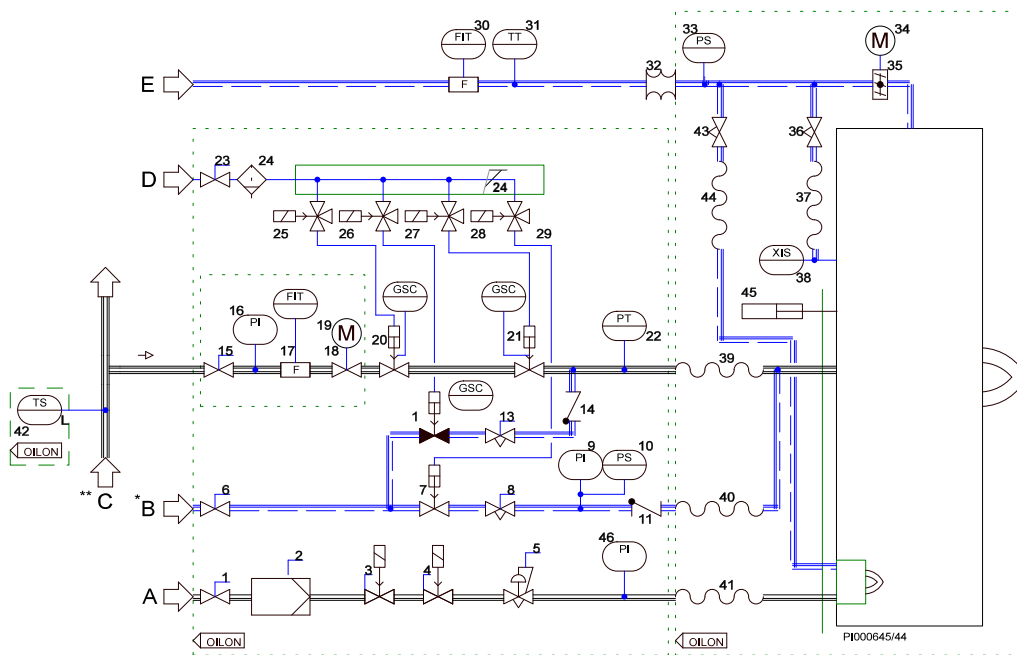 30
31
33
34
FIT
TT
PS
M
35
32
E
F
43
36
23
24
D
24
44
37
25
26
27
28
29
XIS
38
45
GSC
GSC
FIT
16
PI
19
M
20
21
PT
22
15
17
18
F
39
GSC
TS
L
42
1
13
14
9
10
PI
PS
OILON
** C
* B
6
7
8
11
40
46
PI
2
5
A
1
3
4
41
OILON
OILON
PI000645/44